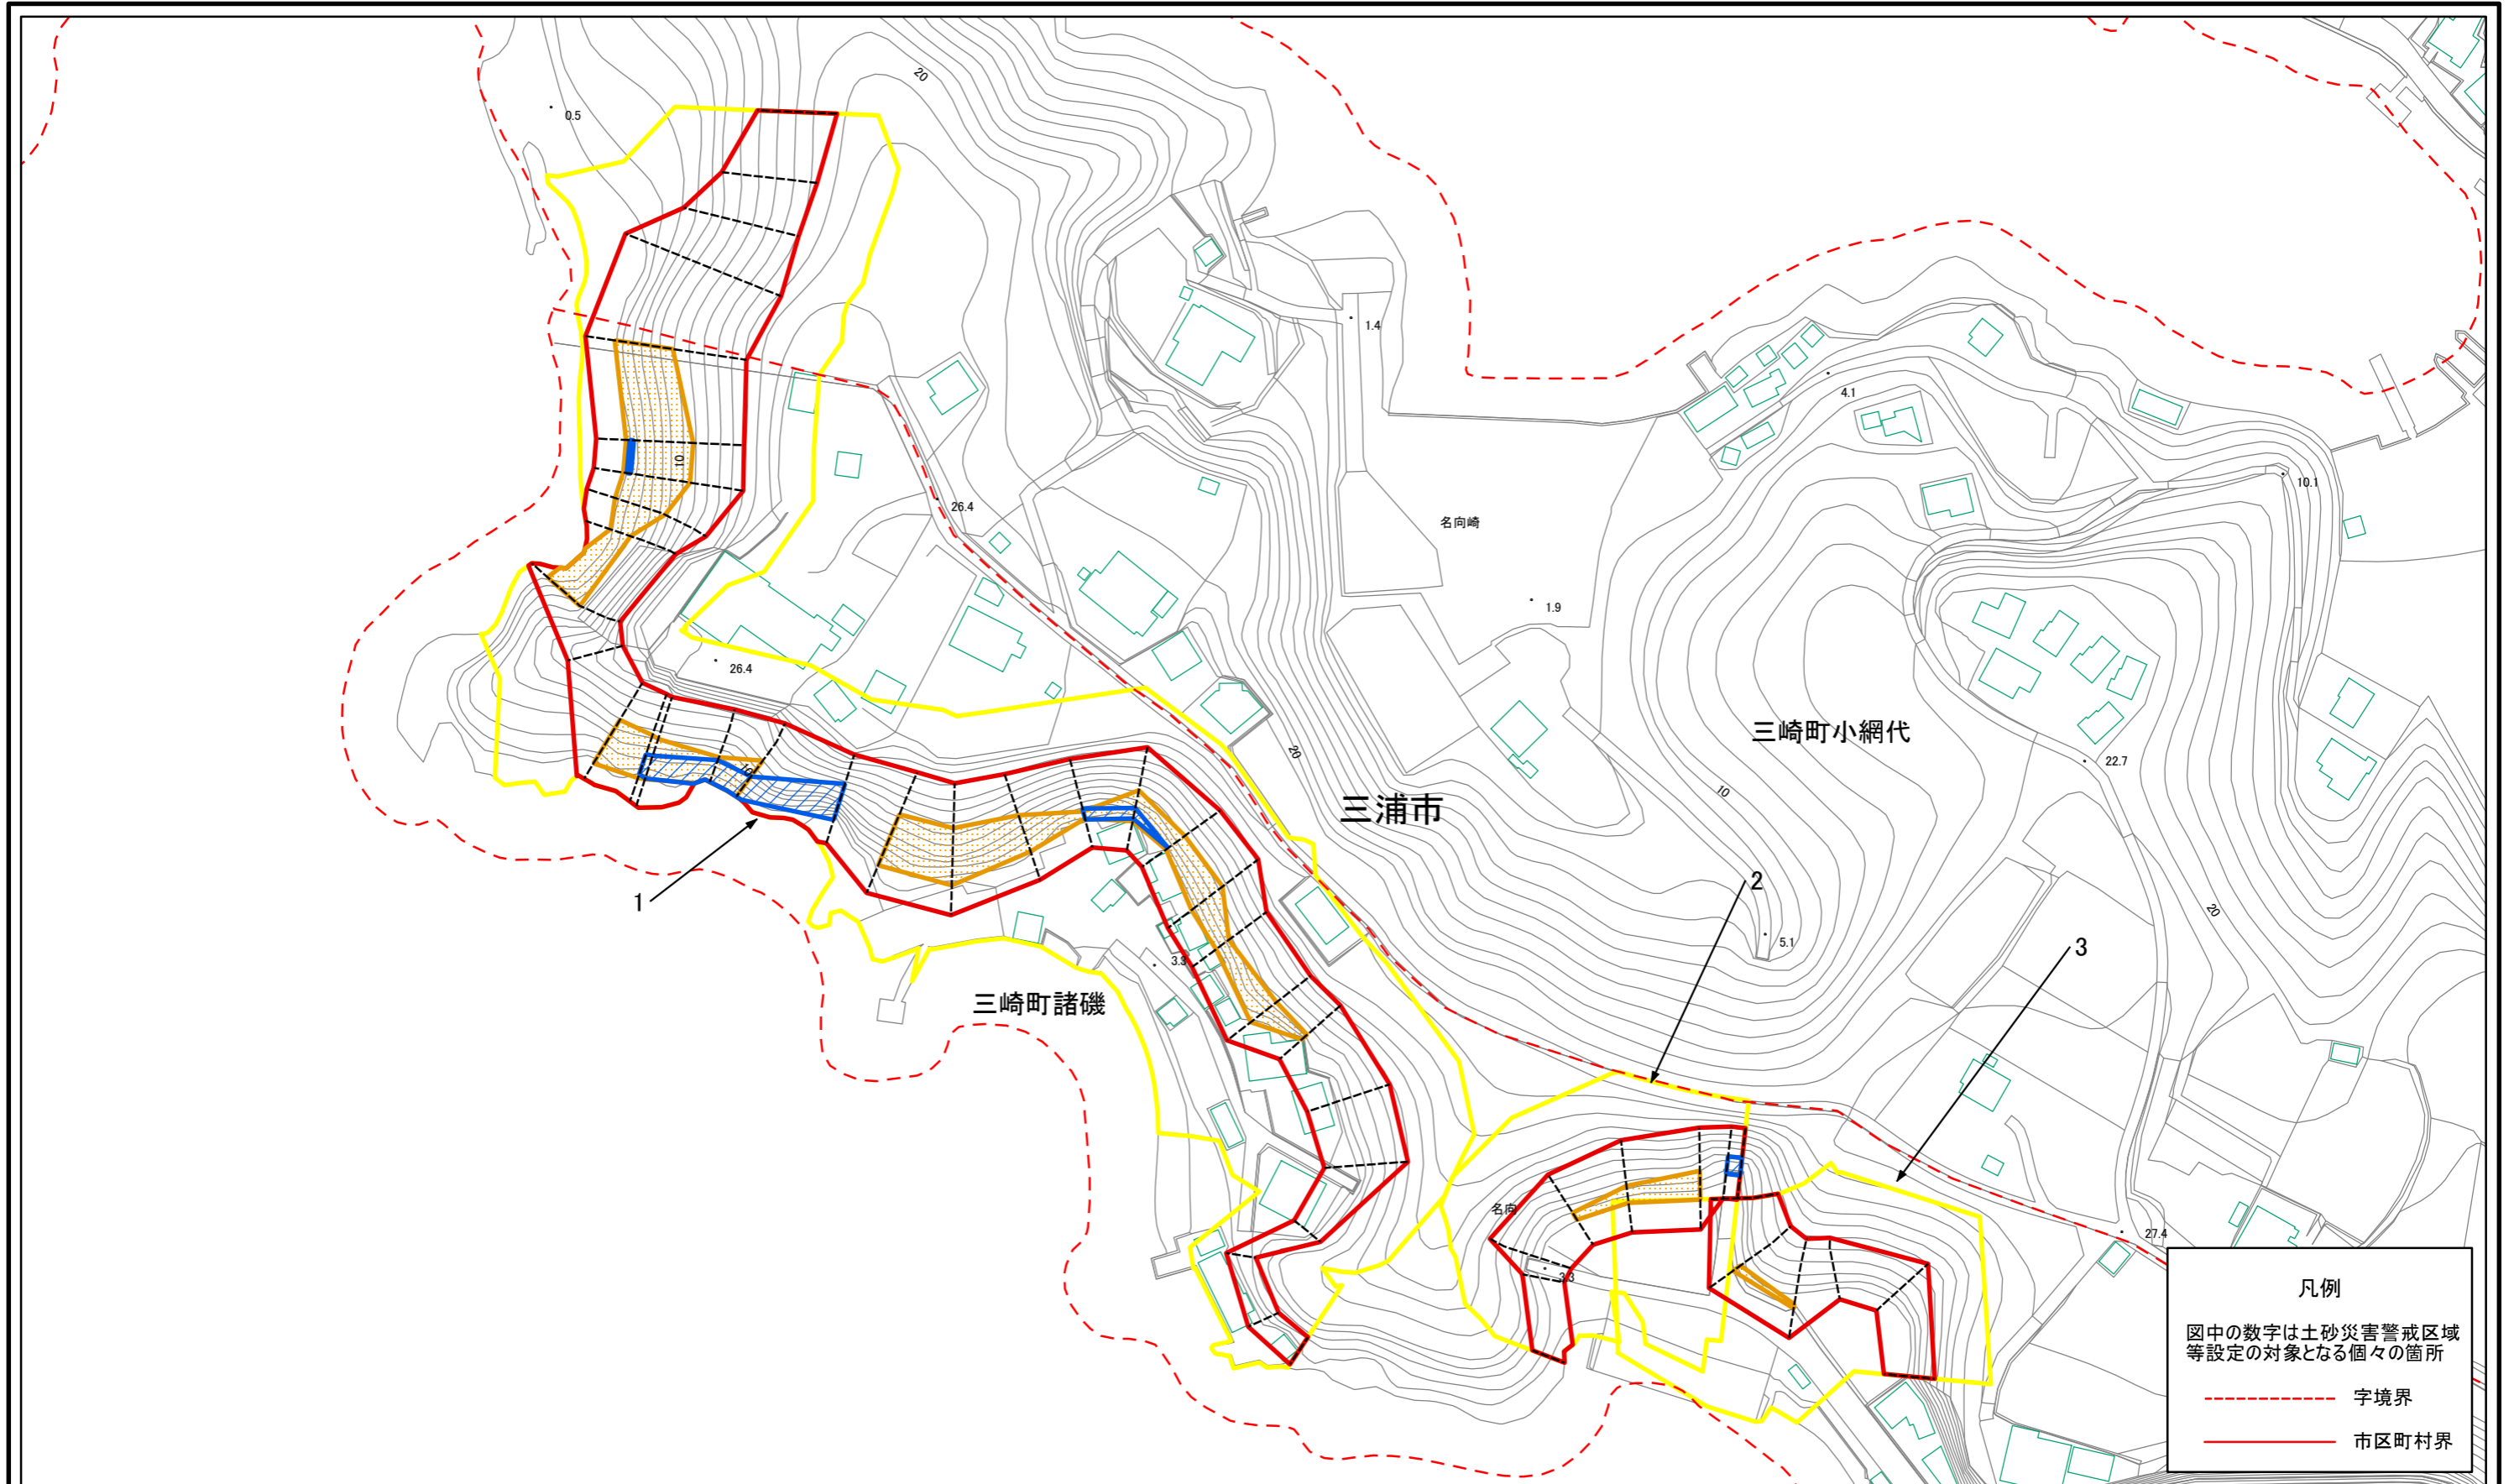 20
0.5
1.4
4.1
10
10.1
26.4
名向崎
1.9
26.4
三崎町小網代
20
22.7
10
10
三浦市
1
2
20
5.1
3
3.3
三崎町諸磯
名向
27.4
3.3
凡例
図中の数字は土砂災害警戒区域
等設定の対象となる個々の箇所
字境界
市区町村界